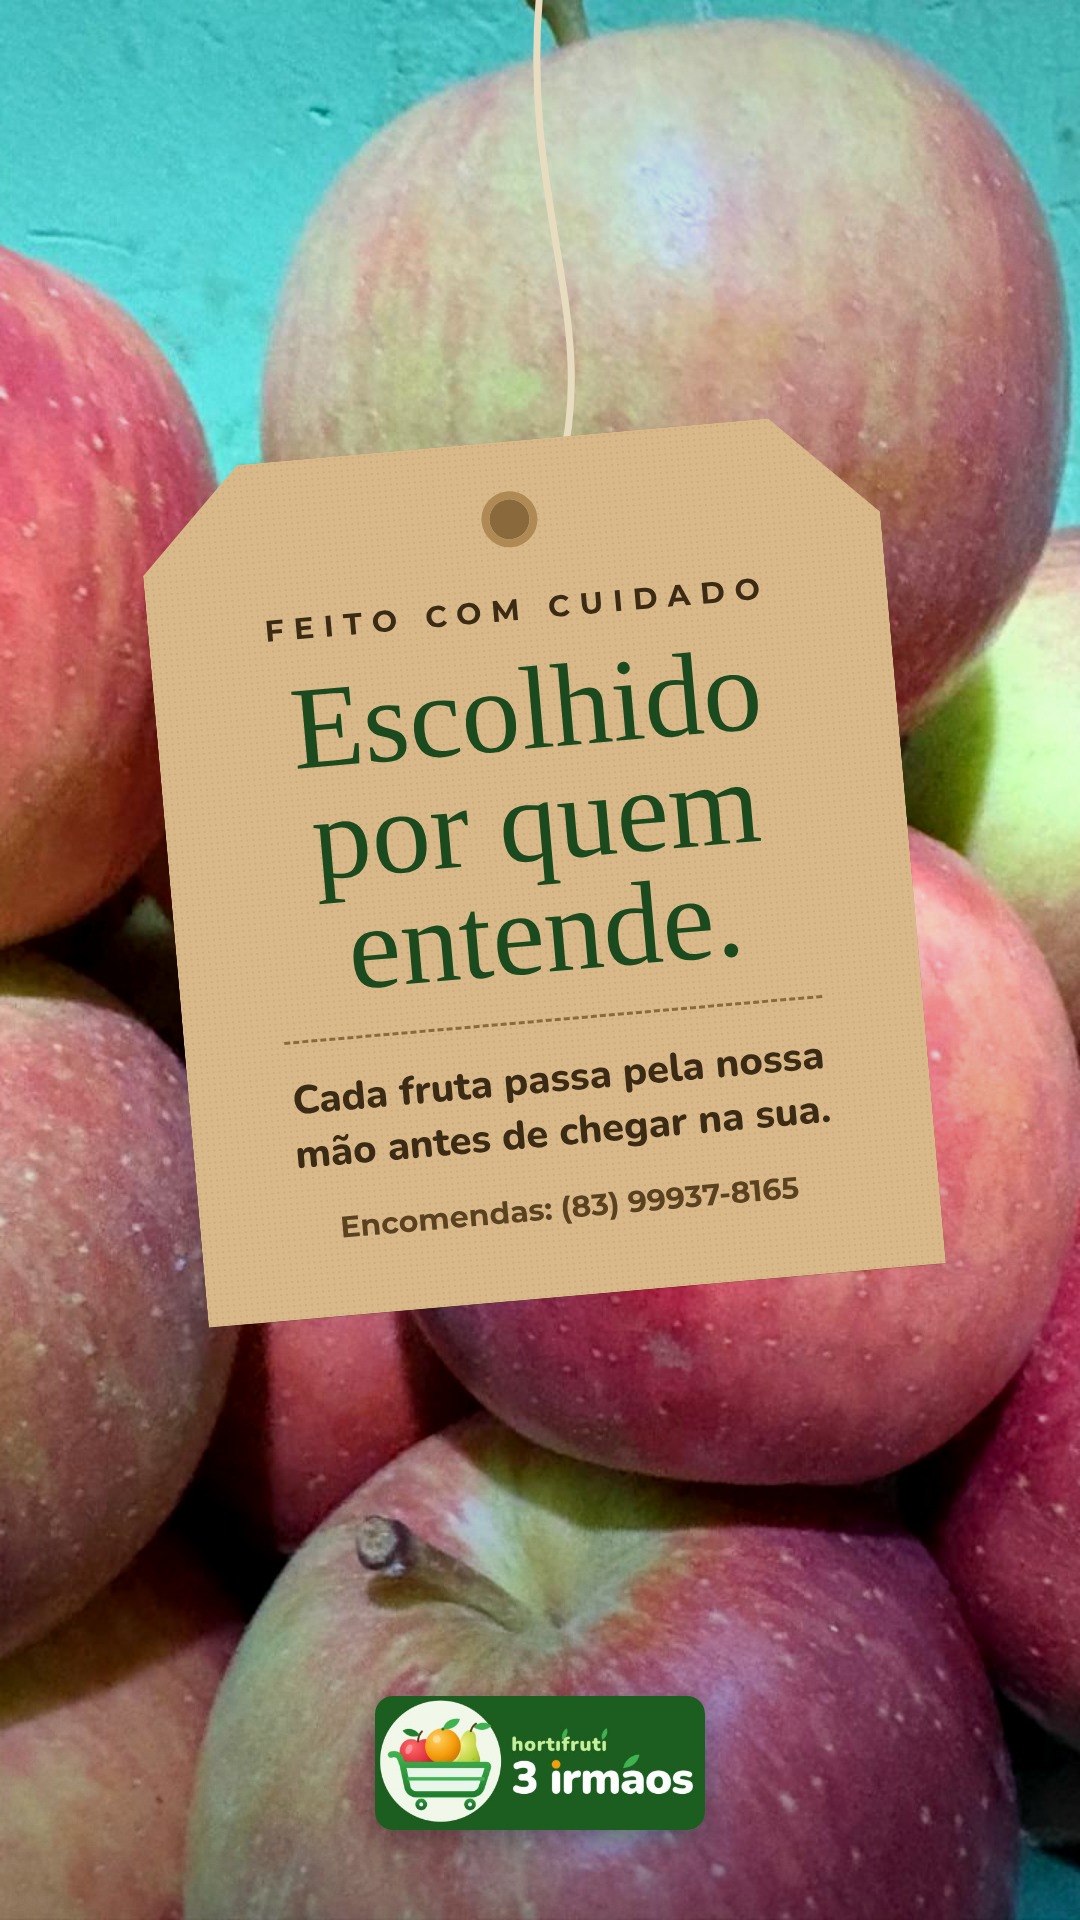 FEITO COM CUIDADO
Escolhido
por quem
entende.
Cada fruta passa pela nossa
mão antes de chegar na sua.
Encomendas: (83) 99937-8165
hortifruti
3 irmãos